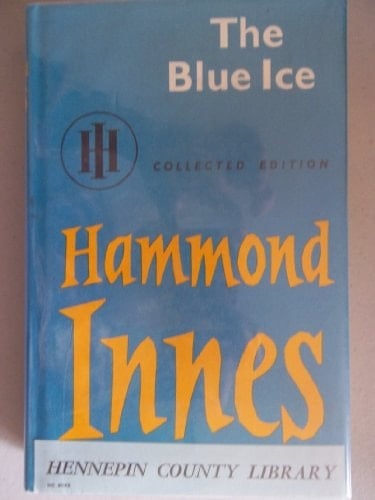 The
Blue Ice
HI
COLLECTED EDITION
Hammond
Innes
HENNEPIN COUNTY LIBRARY